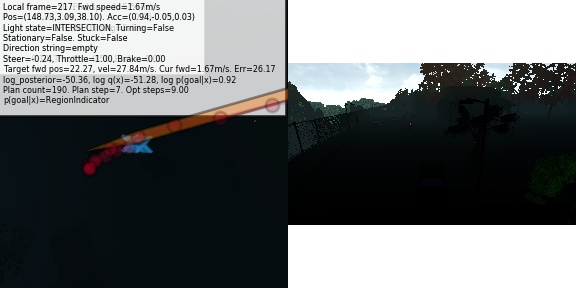 Local frame=217. Fwd speed=1.67m/s
Pos=(148.73,3.09,38.10). Acc=(0.94,-0.05,0.03)
Light state=INTERSECTION. Turning=False
Stationary=False. Stuck=False
Direction string=empty
Steer=-0.24, Throttle=1.00, Brake=0.00
Target fwd pos=22.27, vel=27.84m/s. Cur fwd=1.67m/s. Err=26.17
log_posterior=-50.36, log q(x)=-51.28, log p(goal|x)=0.92
Plan count=190. Plan step=7. Opt steps=9.00
p(goal|x)=RegionIndicator